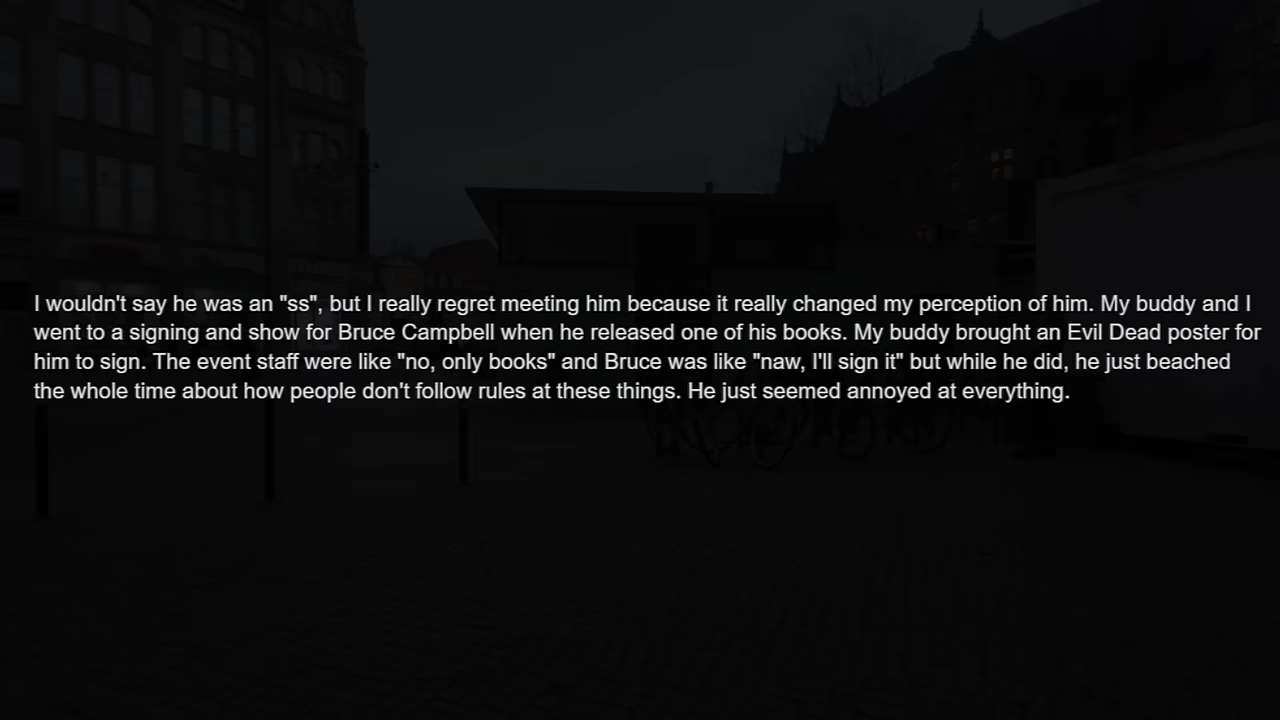 I wouldn't say he was an "ss", but I really regret meeting him because it really changed my perception of him. My buddy and I
went to a signing and show for Bruce Campbell when he released one of his books. My buddy brought an Evil Dead poster for
him to sign. The event staff were like "no, only books" and Bruce was like "naw, I'll sign it" but while he did, he just beached
the whole time about how people don't follow rules at these things. He just seemed annoyed at everything.